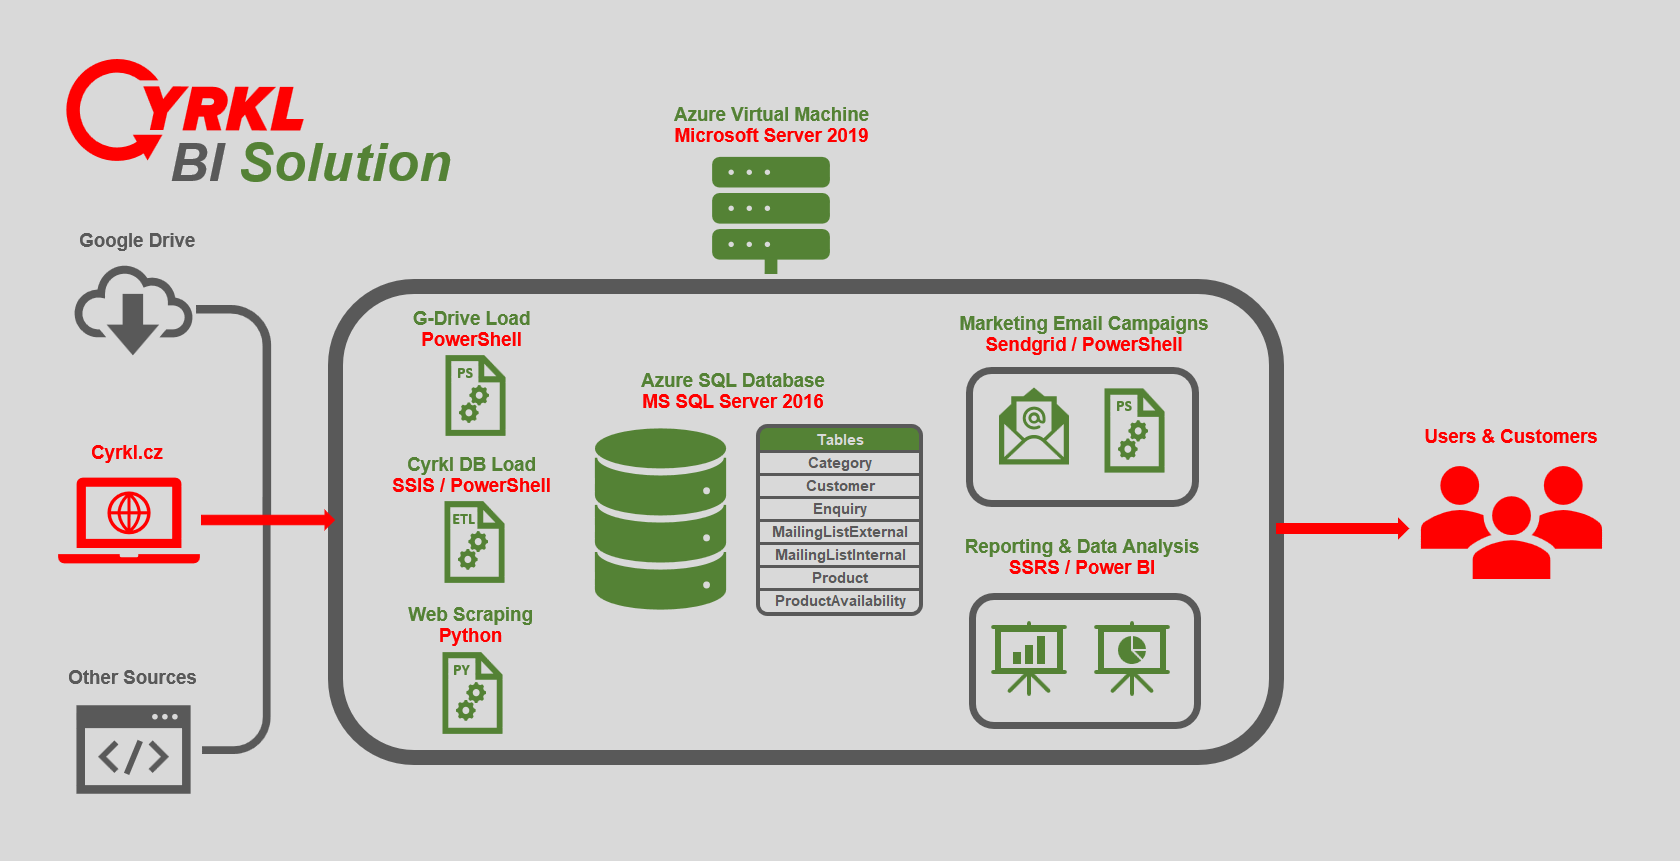 CYRKL
BI Solution
Azure Virtual Machine
Microsoft Server 2019
Google Drive
Cyrkl.cz
Other Sources
</>
G-Drive Load
PowerShell
PS
Cyrkl DB Load
SSIS / PowerShell
ETL
Web Scraping
Python
PY
Azure SQL Database
MS SQL Server 2016
Tables
Category
Customer
Enquiry
MailingListExternal
MailingListInternal
Product
ProductAvailability
Marketing Email Campaigns
Sendgrid / PowerShell
@
PS
Reporting & Data Analysis
SSRS / Power BI
Users & Customers